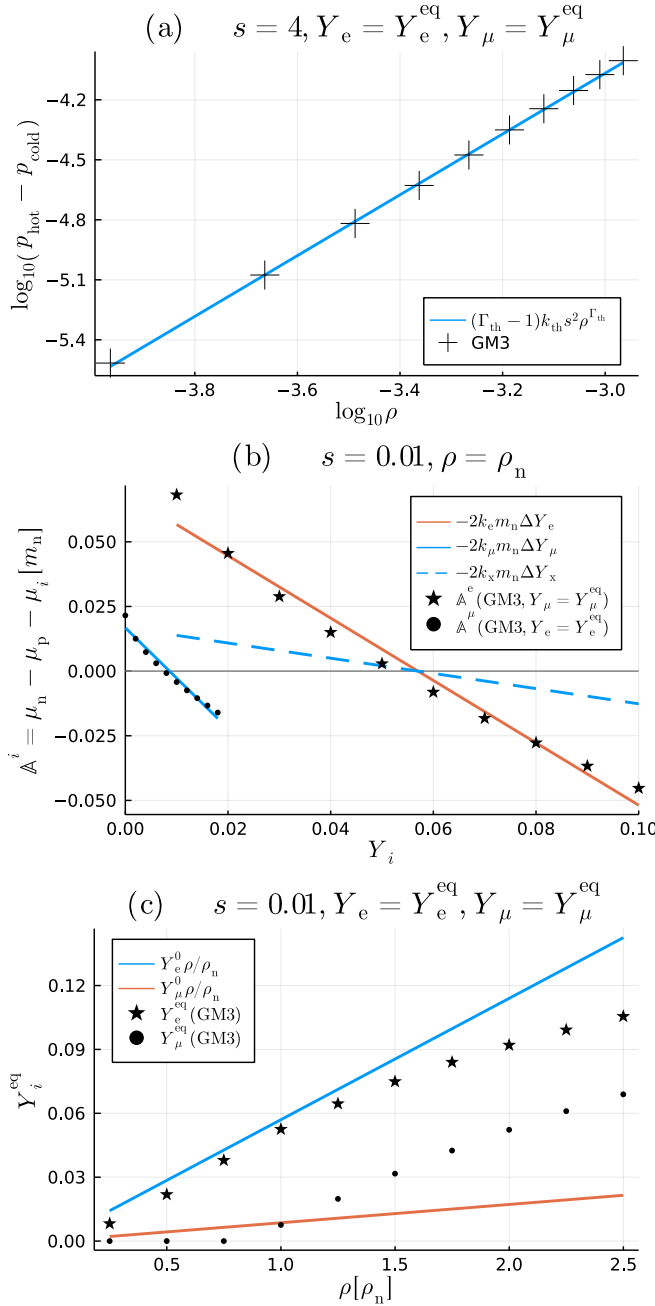 (a) s = 4, Y_e = Y_e^eq, Y_μ = Y_μ^eq
log₁₀(p_hot − p_cold)
−4.2
−4.5
−4.8
−5.1
−5.4
(Γ_th − 1)k_th s²ρ^Γ_th
GM3
−3.8 −3.6 −3.4 −3.2 −3.0
log₁₀ρ
(b) s = 0.01, ρ = ρ_n
𝔸^i = μ_n − μ_p − μ_i [m_n]
0.050
0.025
0.000
−0.025
−0.050
−2k_e m_n ΔY_e
−2k_μ m_n ΔY_μ
−2k_x m_n ΔY_x
𝔸^e (GM3, Y_μ = Y_μ^eq)
𝔸^μ (GM3, Y_e = Y_e^eq)
0.00 0.02 0.04 0.06 0.08 0.10
Y_i
(c) s = 0.01, Y_e = Y_e^eq, Y_μ = Y_μ^eq
Y_i^eq
0.12
0.09
0.06
0.03
0.00
Y_e^0 ρ/ρ_n
Y_μ^0 ρ/ρ_n
Y_e^eq (GM3)
Y_μ^eq (GM3)
0.5 1.0 1.5 2.0 2.5
ρ[ρ_n]